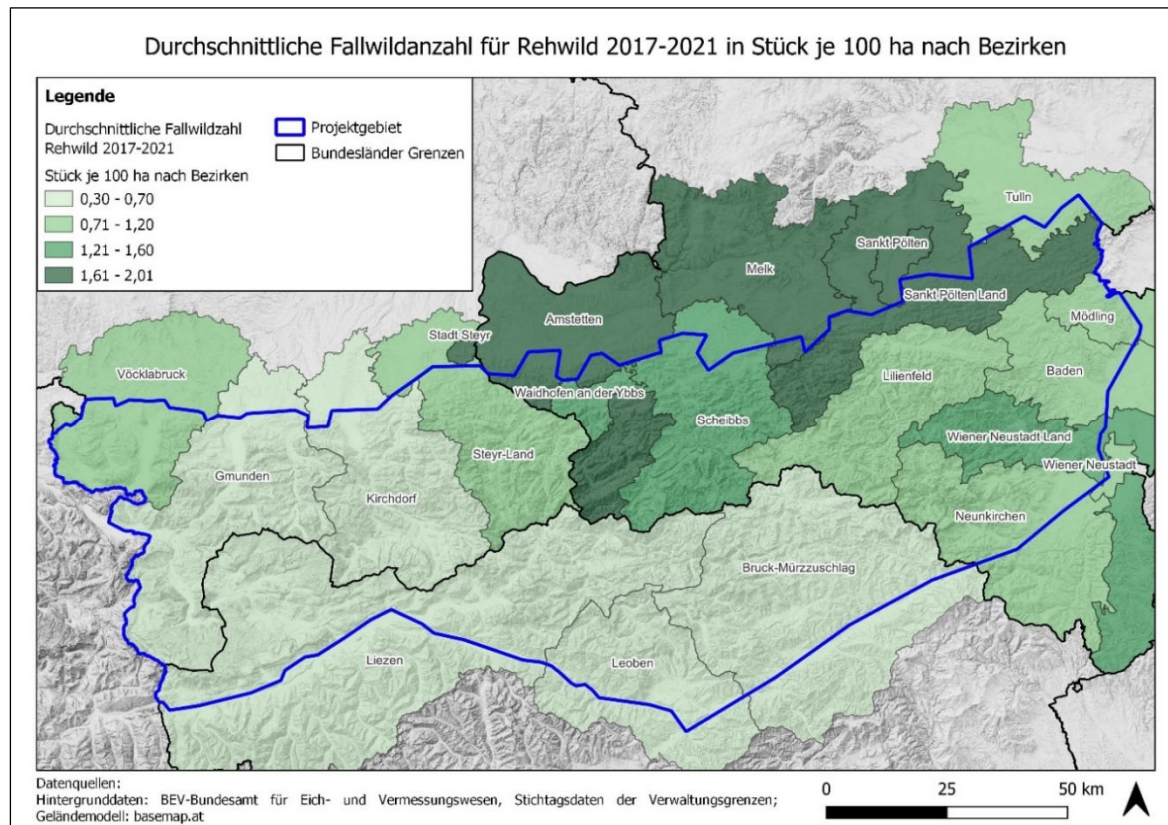 Durchschnittliche Fallwildanzahl für Rehwild 2017-2021 in Stück je 100 ha nach Bezirken
Legende
Durchschnittliche Fallwildzahl
Rehwild 2017-2021
Stück je 100 ha nach Bezirken
0,30 - 0,70
0,71 - 1,20
1,21 - 1,60
1,61 - 2,01
Projektgebiet
Bundesländer Grenzen
Tulln
Sankt Pölten
Melk
Sankt Pölten Land
Amstetten
Stadt Steyr
Mödling
Vöcklabruck
Lilienfeld
Baden
Waidhofen an der Ybbs
Scheibbs
Wiener Neustadt Land
Steyr-Land
Wiener Neustadt
Gmunden
Kirchdorf
Neunkirchen
Bruck-Mürzzuschlag
Liezen
Leoben
Datenquellen:
Hintergrunddaten: BEV-Bundesamt für Eich- und Vermessungswesen, Stichtagsdaten der Verwaltungsgrenzen;
Geländemodell: basemap.at
0 25 50 km